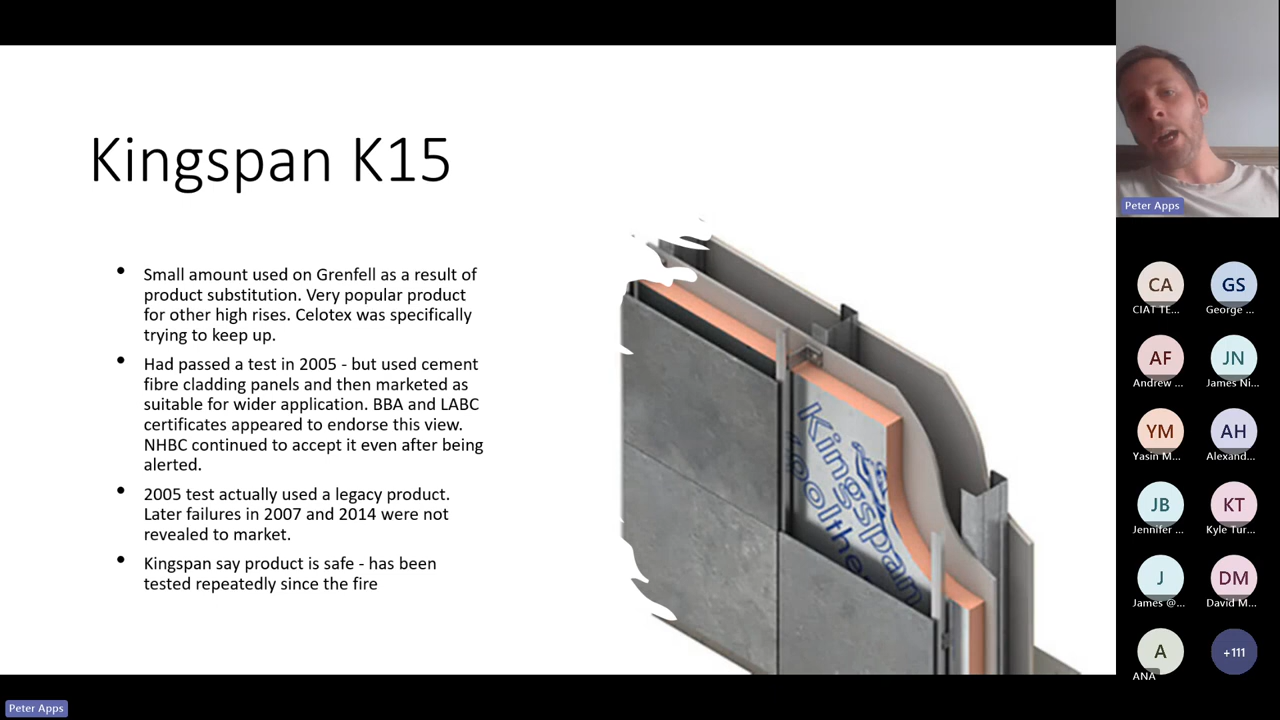 Kingspan K15
• Small amount used on Grenfell as a result of
product substitution. Very popular product
for other high rises. Celotex was specifically
trying to keep up.
• Had passed a test in 2005 - but used cement
fibre cladding panels and then marketed as
suitable for wider application. BBA and LABC
certificates appeared to endorse this view.
NHBC continued to accept it even after being
alerted.
• 2005 test actually used a legacy product.
Later failures in 2007 and 2014 were not
revealed to market.
• Kingspan say product is safe - has been
tested repeatedly since the fire
Kingspan
Peter Apps
CA
CIAT TE...
GS
George ...
AF
Andrew ...
JN
James Ni...
YM
Yasin M...
AH
Alexand...
JB
Jennifer ...
KT
Kyle Tur...
J
James @...
DM
David M...
A
ANA
+111
Peter Apps